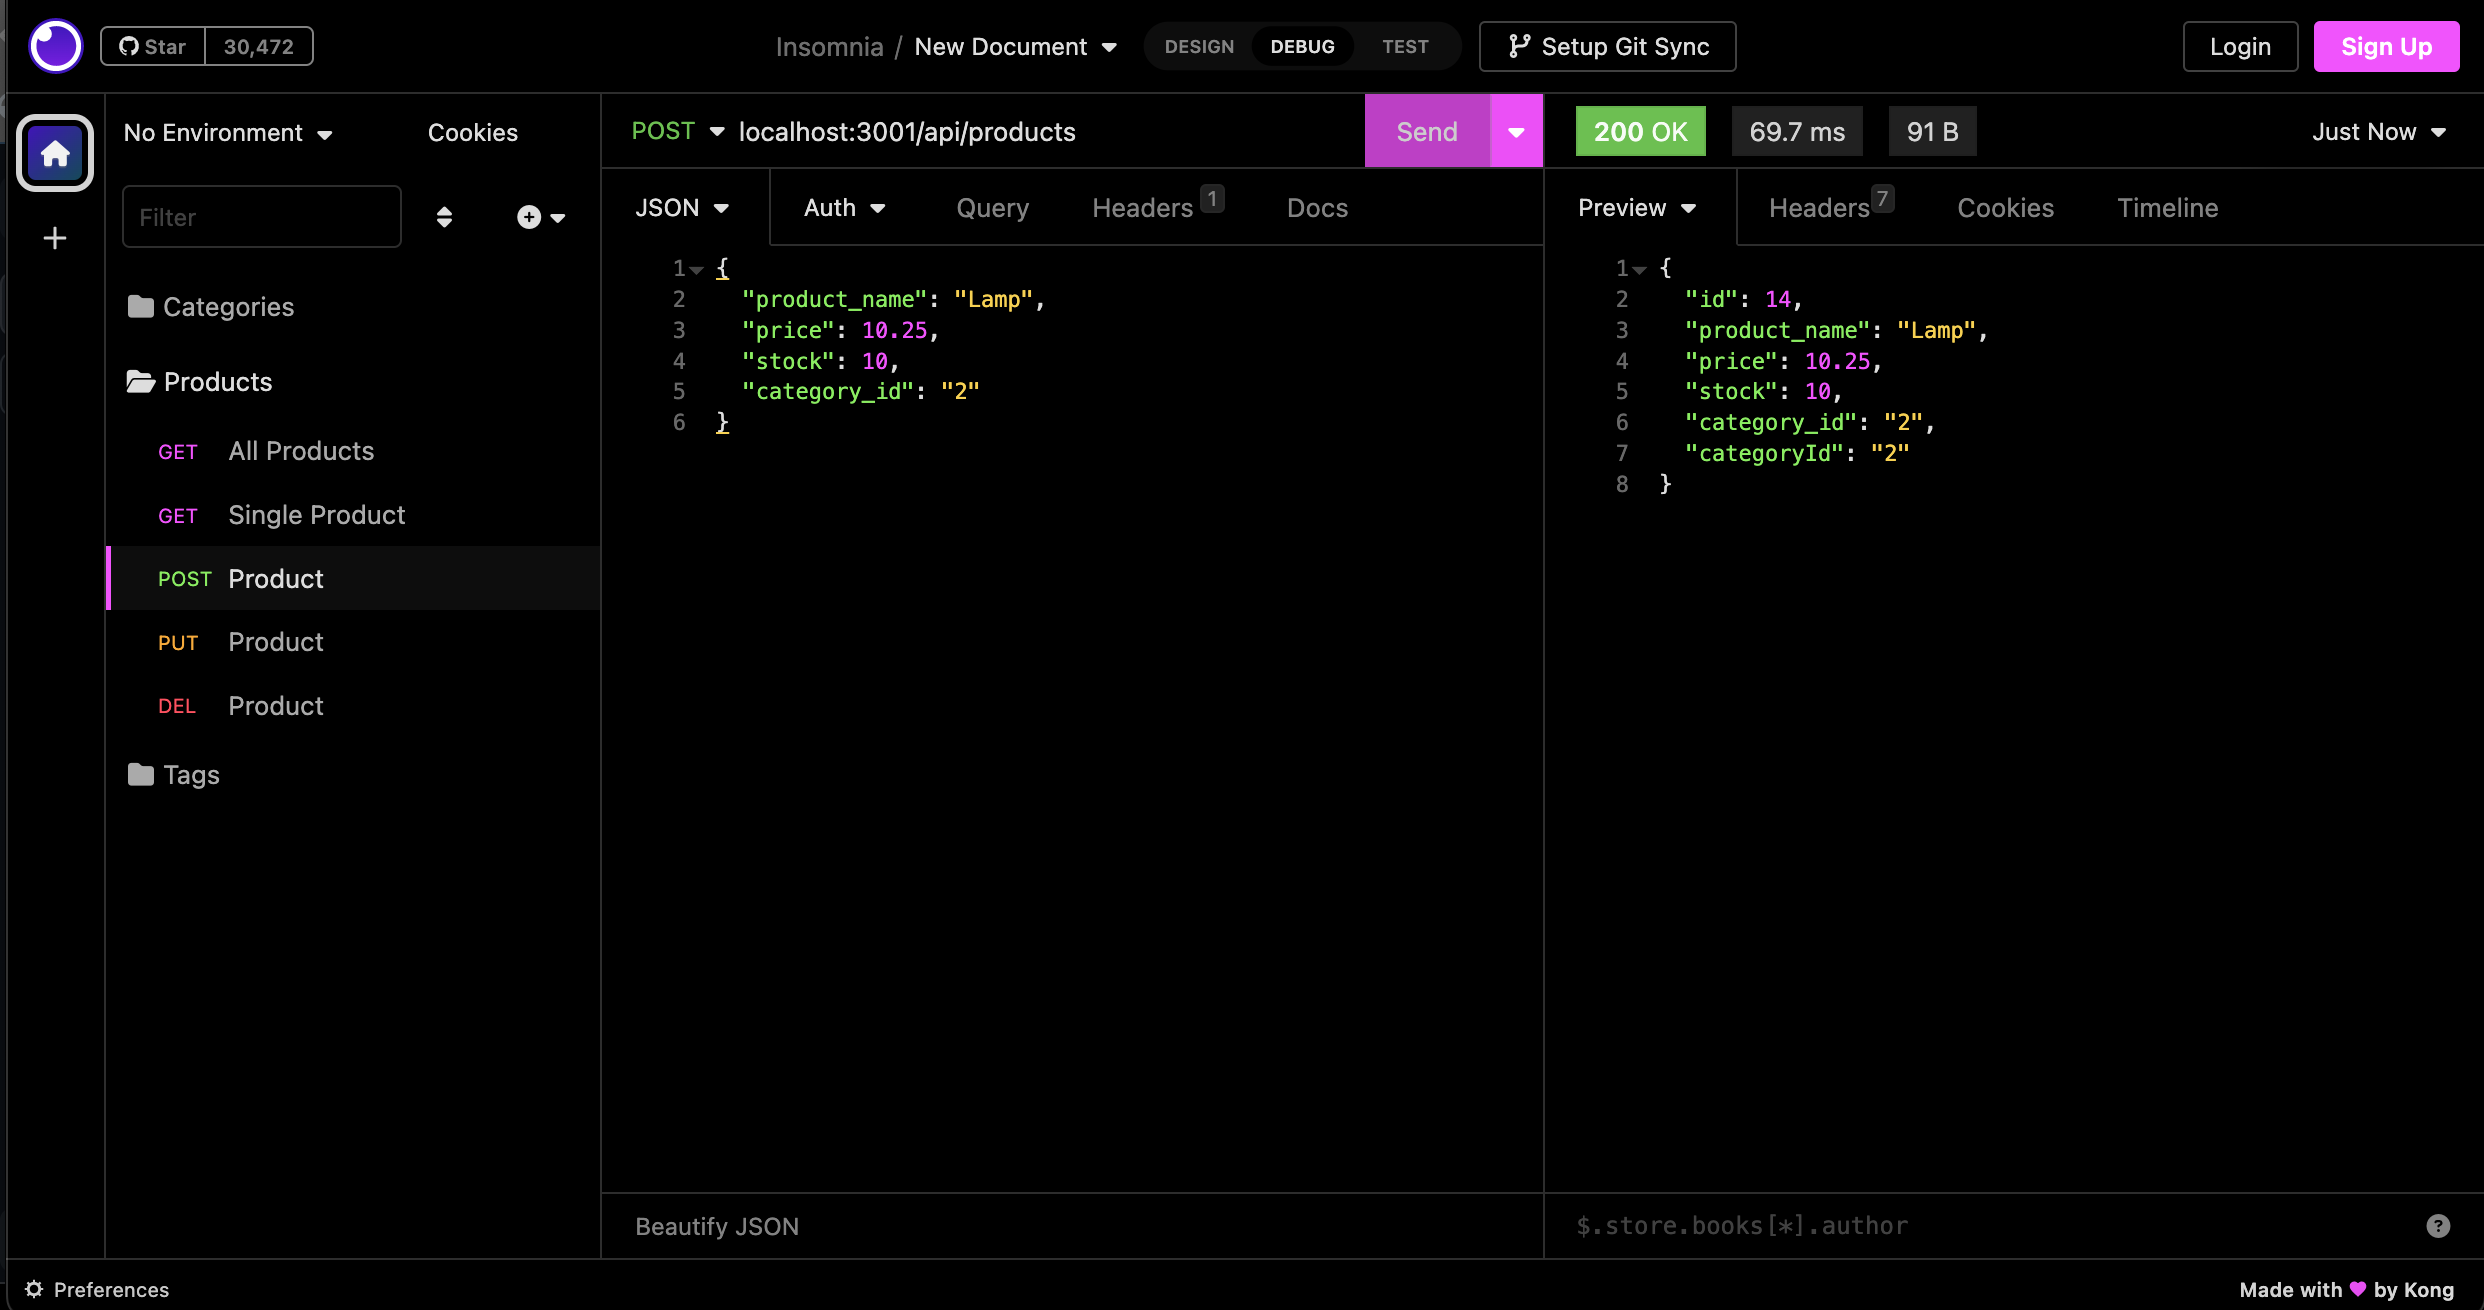 Star 30,472
Insomnia / New Document
DESIGN DEBUG TEST
Setup Git Sync
Login
Sign Up
No Environment
Cookies
Filter
Categories
Products
GET All Products
GET Single Product
POST Product
PUT Product
DEL Product
Tags
POST localhost:3001/api/products
Send
JSON Auth Query Headers 1 Docs
1 {
2 "product_name": "Lamp",
3 "price": 10.25,
4 "stock": 10,
5 "category_id": "2"
6 }
Beautify JSON
200 OK 69.7 ms 91 B Just Now
Preview Headers 7 Cookies Timeline
1 {
2 "id": 14,
3 "product_name": "Lamp",
4 "price": 10.25,
5 "stock": 10,
6 "category_id": "2",
7 "categoryId": "2"
8 }
$.store.books[*].author
?
Preferences
Made with ♥ by Kong